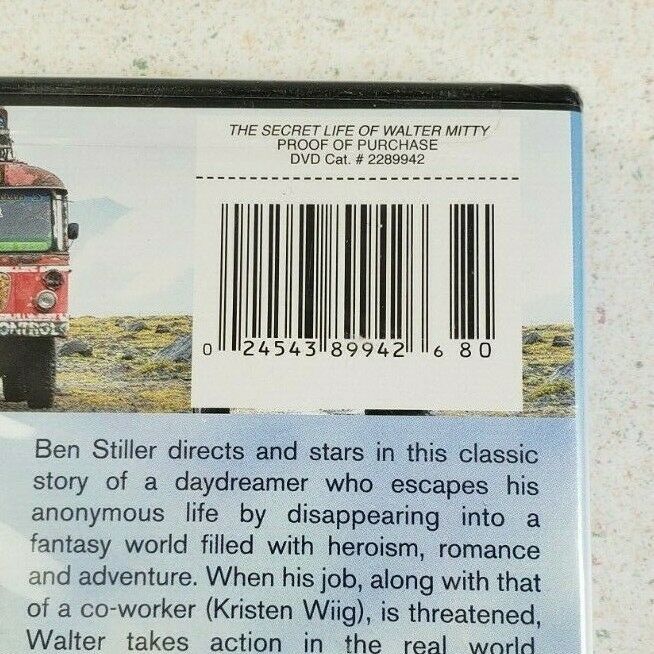 THE SECRET LIFE OF WALTER MITTY
PROOF OF PURCHASE
DVD Cat. # 2289942
0 24543 89942 6 80
Ben Stiller directs and stars in this classic
story of a daydreamer who escapes his
anonymous life by disappearing into a
fantasy world filled with heroism, romance
and adventure. When his job, along with that
of a co-worker (Kristen Wiig), is threatened,
Walter takes action in the real world